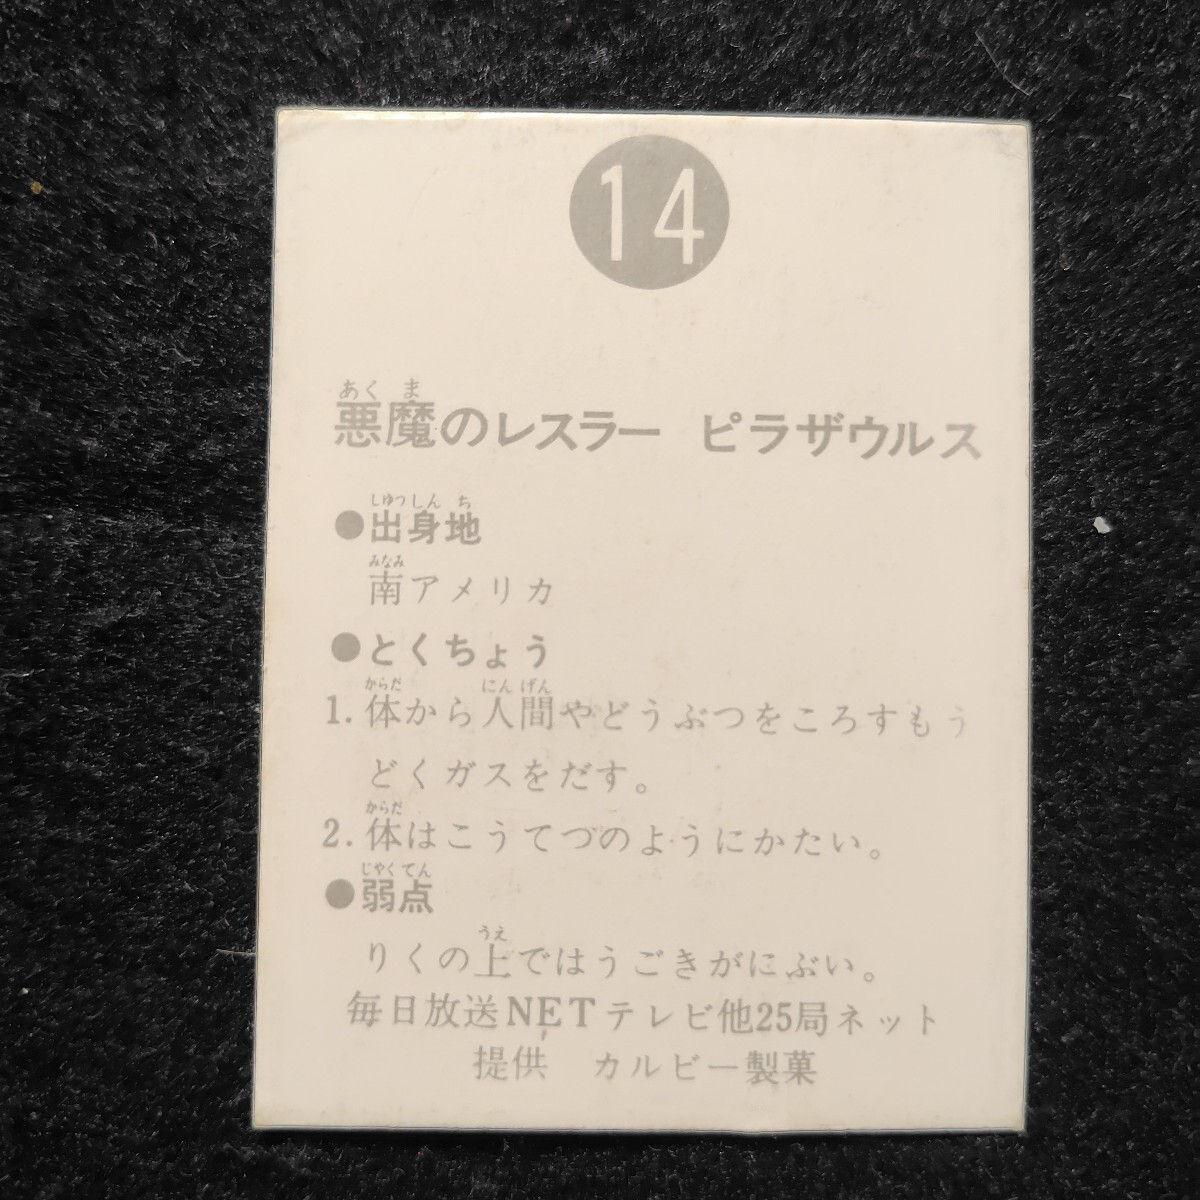 14
あくま
悪魔のレスラー ピラザウルス
しゅつしんち
●出身地
みなみ
南アメリカ
●とくちょう
からだ にんげん
1.体から人間やどうぶつをころすもう
どくガスをだす。
からだ
2.体はこうてつのようにかたい。
じゃくてん
●弱点
うえ
りくの上ではうごきがにぶい。
毎日放送NETテレビ他25局ネット
提供 カルビー製菓